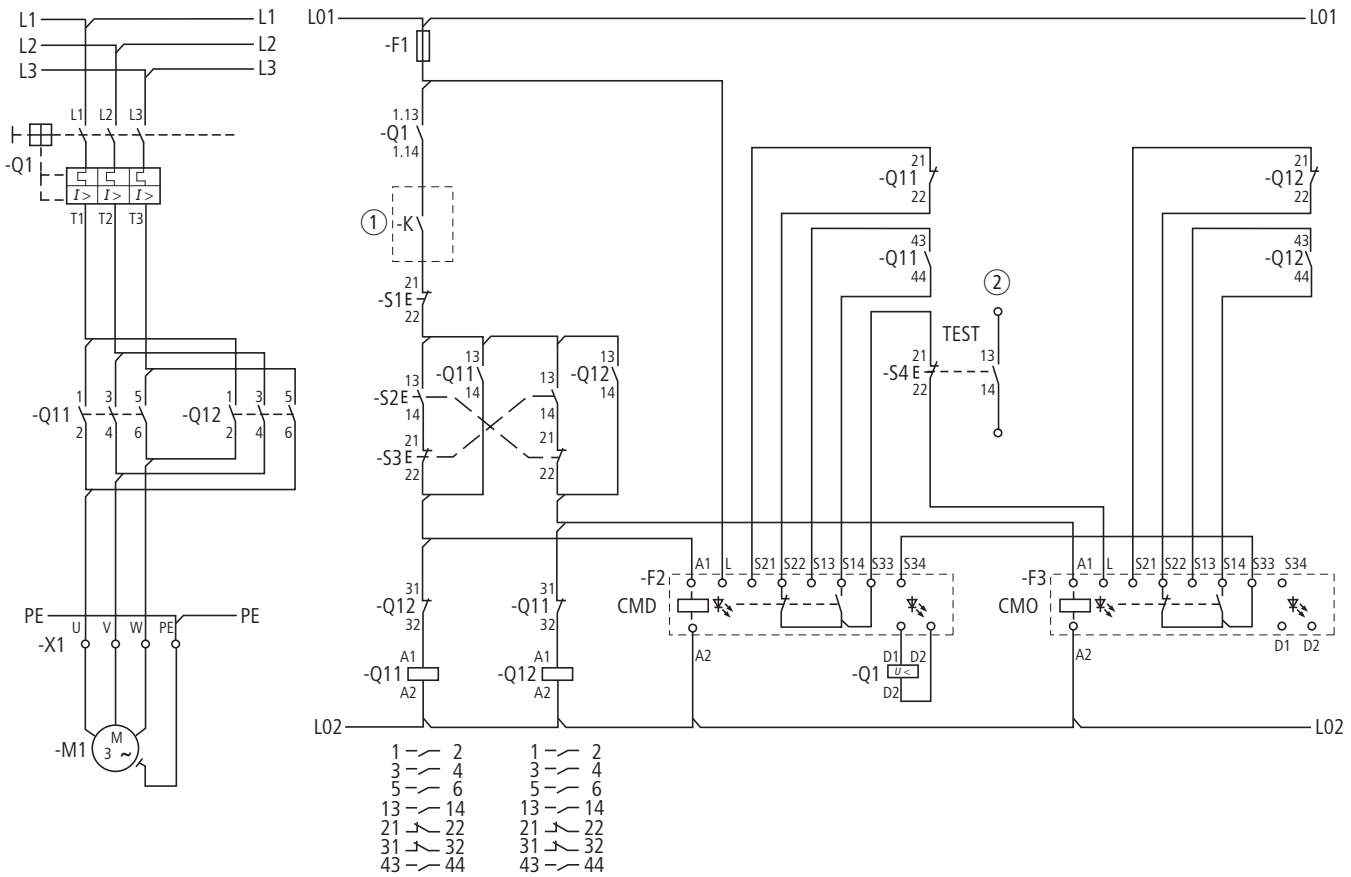 L1 L1 L01 L01
L2 L2
L3 L3
-F1
L1 L2 L3
-Q1
I > I > I >
T1 T2 T3
1.13
-Q1
1.14
1 -K
21
-S1 E
22
21
-Q11
22
43
-Q11
44
21
-Q12
22
43
-Q12
44
2
TEST
21
-S4 E
22
13
14
13
-S2 E
14
13
-Q11
14
13
14
13
-Q12
14
21
-S3 E
22
21
22
1 3 5
-Q11
2 4 6
1 3 5
-Q12
2 4 6
A1 L S21 S22 S13 S14 S33 S34
-F2
CMD
A2
D1 D2
-Q1 U <
D2
A1 L S21 S22 S13 S14 S33 S34
-F3
CMO
A2
D1 D2
31
-Q12
32
31
-Q11
32
A1
-Q11
A2
A1
-Q12
A2
PE PE
U V W PE
-X1
-M1
M
3 ~
L02 L02
1 2 1 2
3 4 3 4
5 6 5 6
13 14 13 14
21 22 21 22
31 32 31 32
43 44 43 44